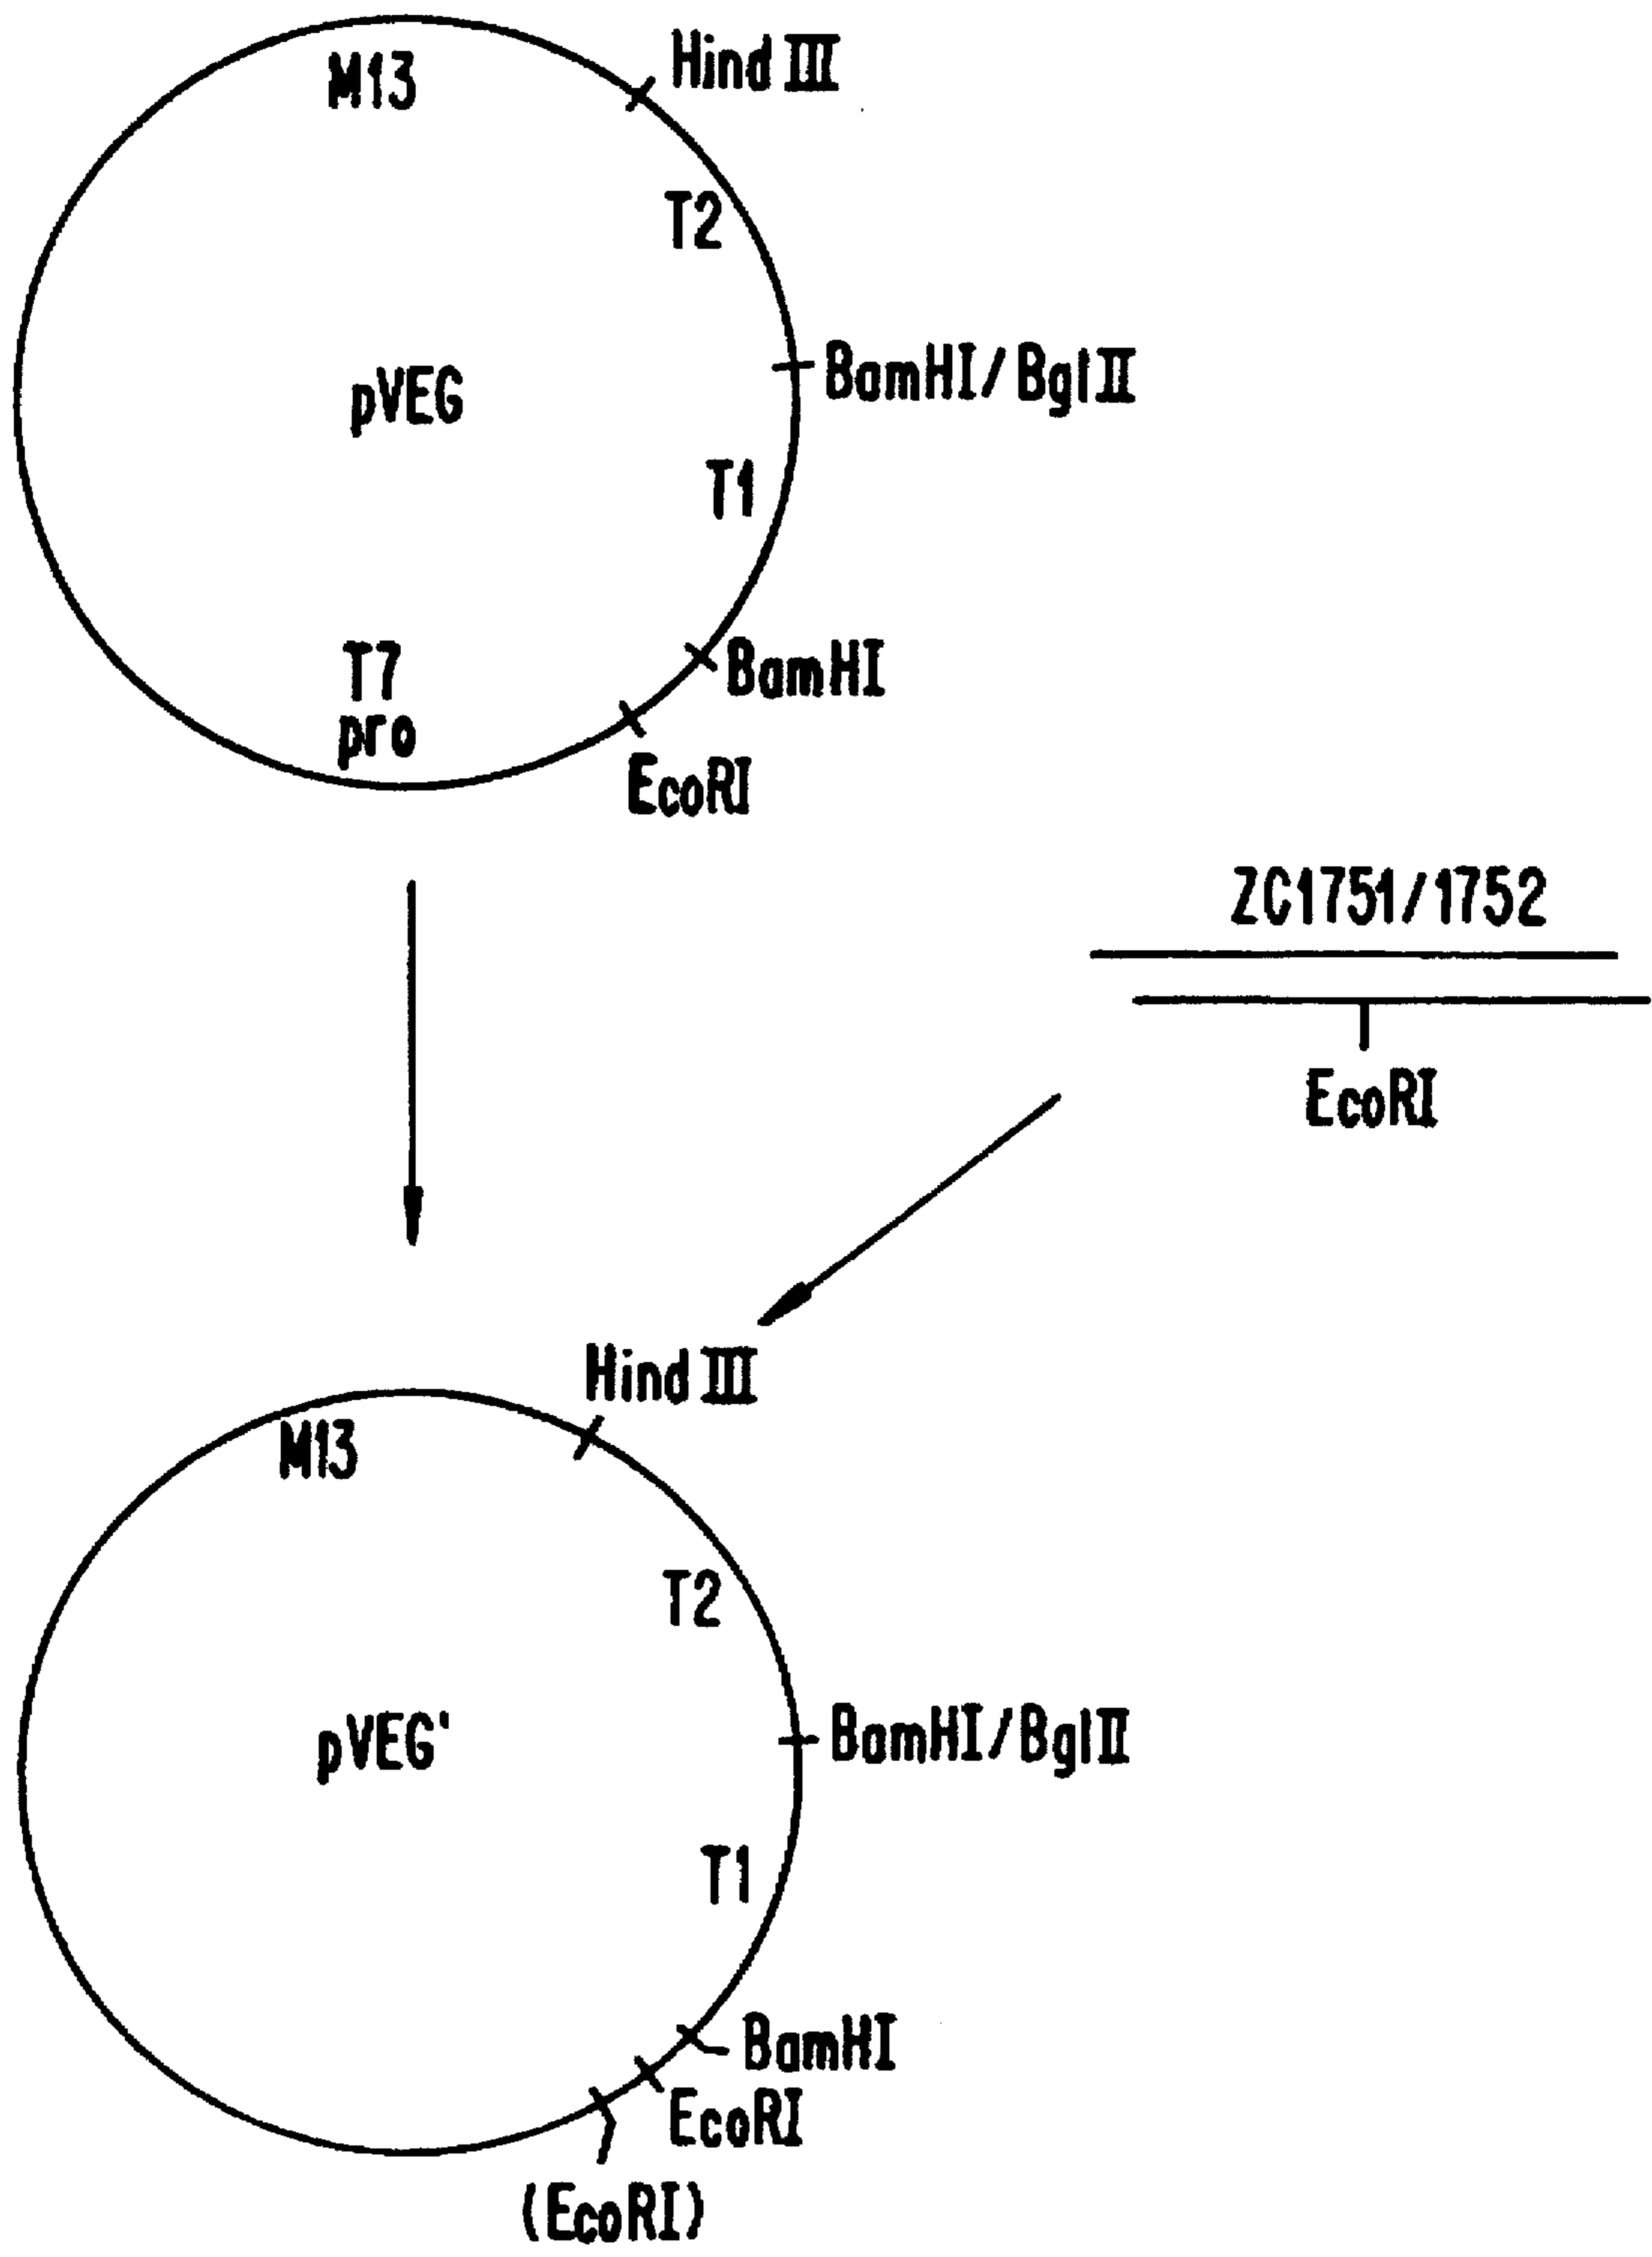 M13
Hind III
T2
pVEG
BamHI/BglII
T1
T7
pro
BamHI
EcoRI
ZC1751/1752
EcoRI
Hind III
M13
T2
pVEG'
BamHI/BglII
T1
BamHI
EcoRI
(EcoRI)